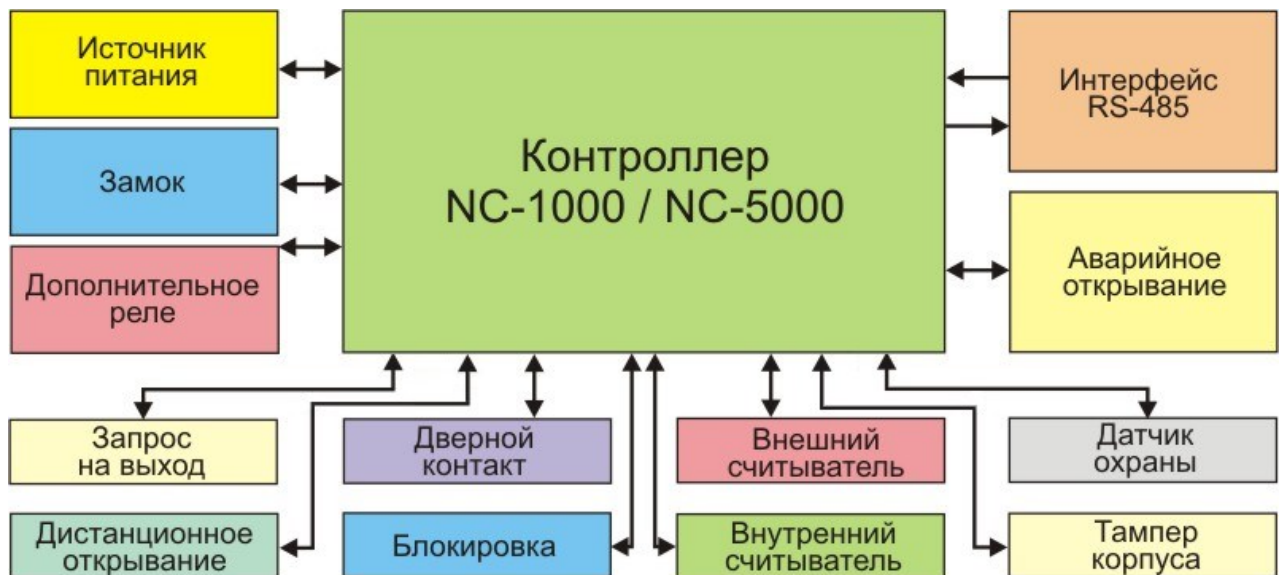 Источник
питания
Контроллер
NC-1000 / NC-5000
Интерфейс
RS-485
Замок
Аварийное
открывание
Дополнительное
реле
Запрос
на выход
Дверной
контакт
Внешний
считыватель
Датчик
охраны
Дистанционное
открывание
Блокировка
Внутренний
считыватель
Тампер
корпуса